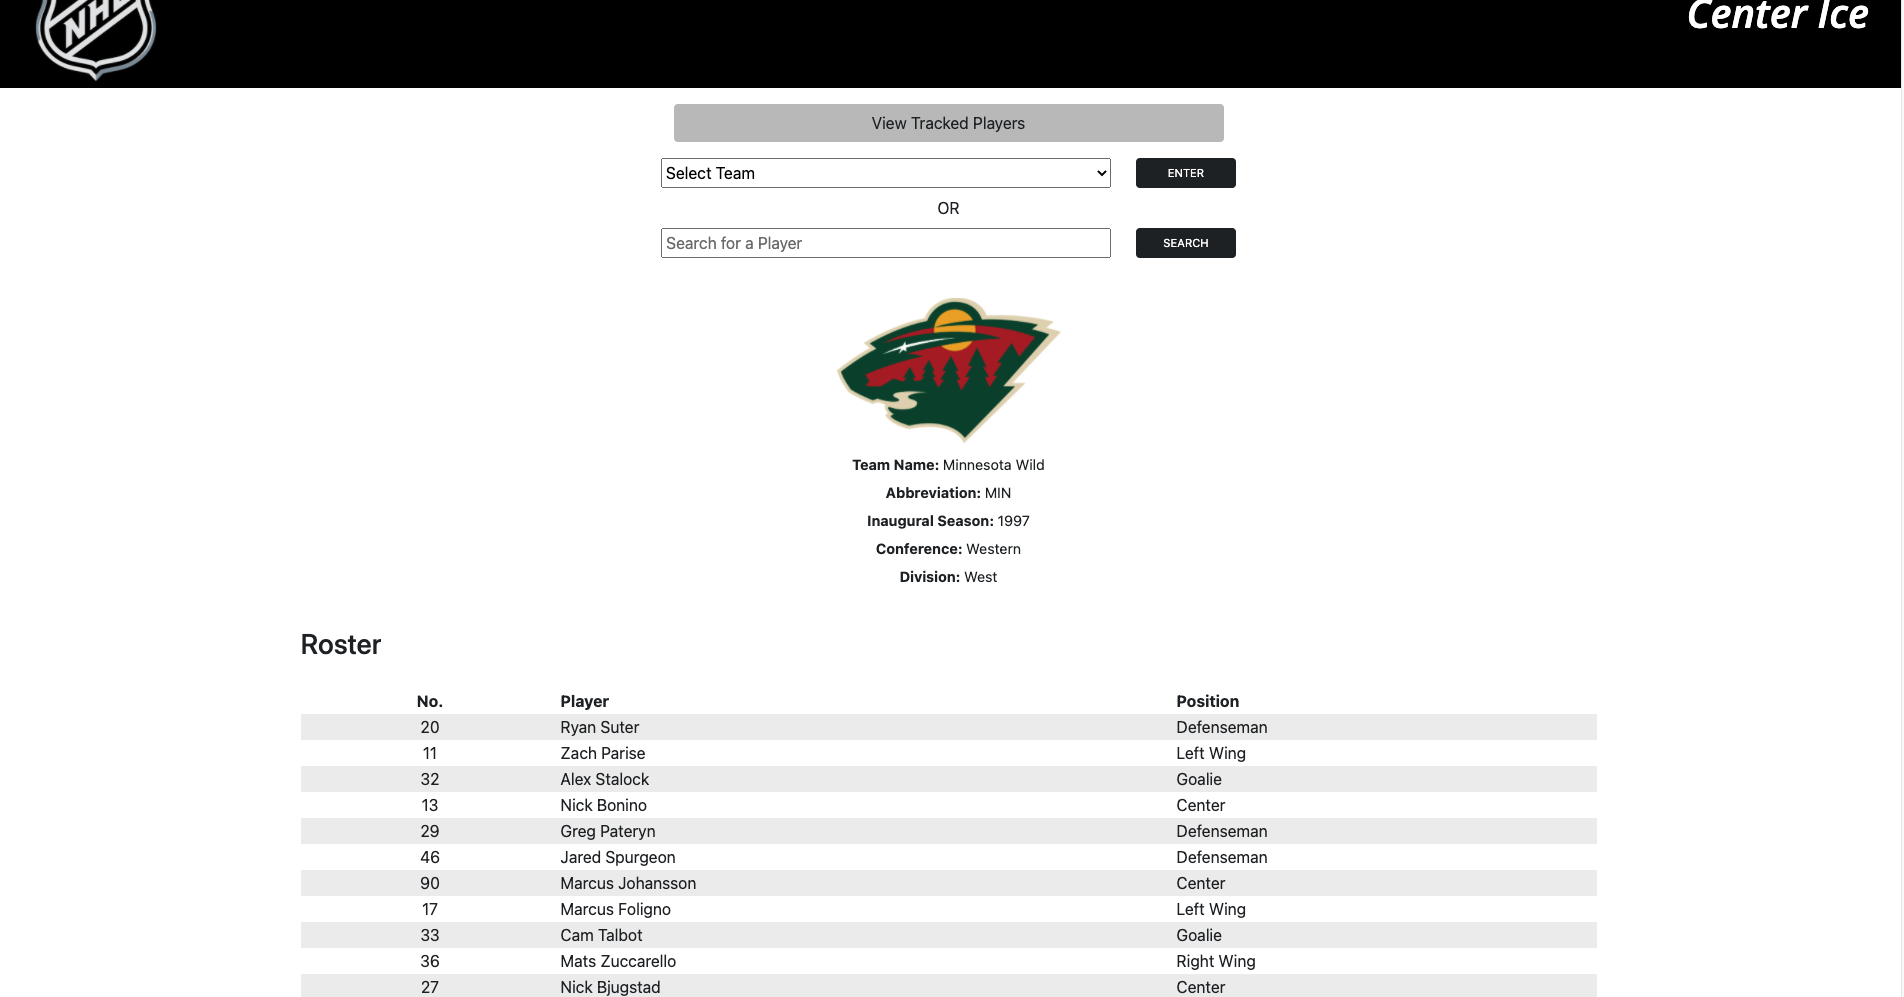 NHL
Center Ice
View Tracked Players
Select Team
ENTER
OR
Search for a Player
SEARCH
Team Name: Minnesota Wild
Abbreviation: MIN
Inaugural Season: 1997
Conference: Western
Division: West
Roster
No. Player Position
20 Ryan Suter Defenseman
11 Zach Parise Left Wing
32 Alex Stalock Goalie
13 Nick Bonino Center
29 Greg Pateryn Defenseman
46 Jared Spurgeon Defenseman
90 Marcus Johansson Center
17 Marcus Foligno Left Wing
33 Cam Talbot Goalie
36 Mats Zuccarello Right Wing
27 Nick Bjugstad Center